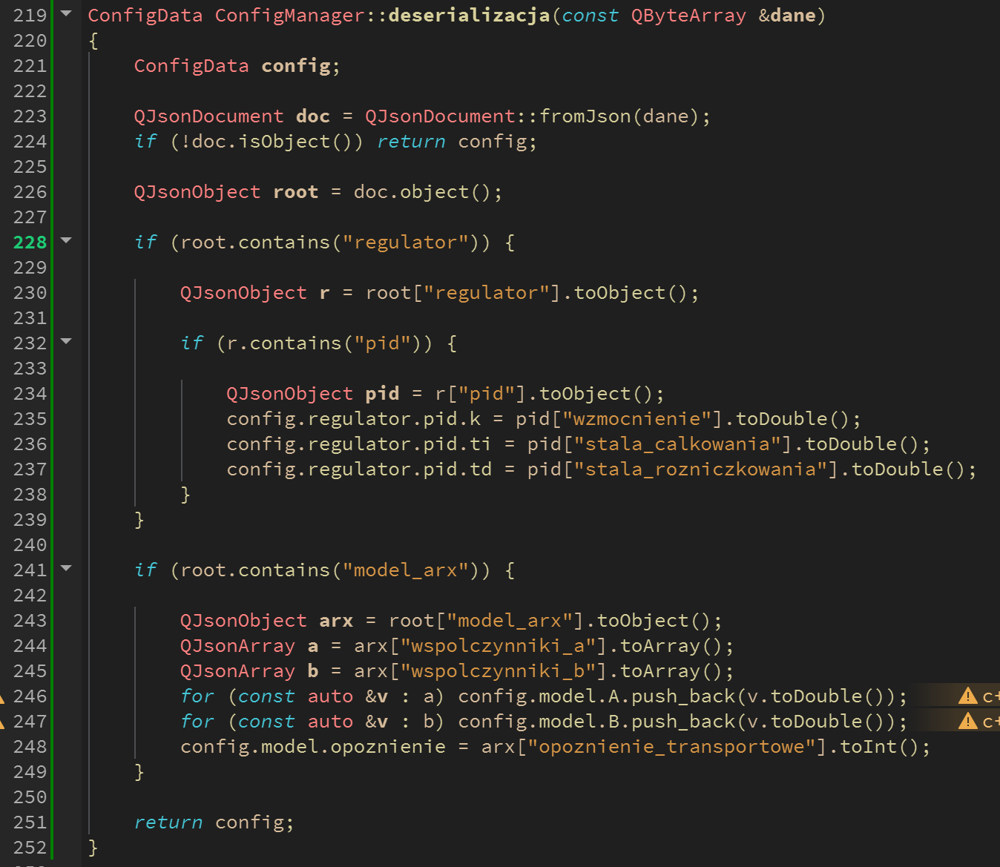 219 ConfigData ConfigManager::deserializacja(const QByteArray &dane)
220 {
221     ConfigData config;
222
223     QJsonDocument doc = QJsonDocument::fromJson(dane);
224     if (!doc.isObject()) return config;
225
226     QJsonObject root = doc.object();
227
228     if (root.contains("regulator")) {
229
230         QJsonObject r = root["regulator"].toObject();
231
232         if (r.contains("pid")) {
233
234             QJsonObject pid = r["pid"].toObject();
235             config.regulator.pid.k = pid["wzmocnienie"].toDouble();
236             config.regulator.pid.ti = pid["stala_calkowania"].toDouble();
237             config.regulator.pid.td = pid["stala_rozniczkowania"].toDouble();
238         }
239     }
240
241     if (root.contains("model_arx")) {
242
243         QJsonObject arx = root["model_arx"].toObject();
244         QJsonArray a = arx["wspolczynniki_a"].toArray();
245         QJsonArray b = arx["wspolczynniki_b"].toArray();
246         for (const auto &v : a) config.model.A.push_back(v.toDouble()); c+
247         for (const auto &v : b) config.model.B.push_back(v.toDouble()); c+
248         config.model.opoznienie = arx["opoznienie_transportowe"].toInt();
249     }
250
251     return config;
252 }